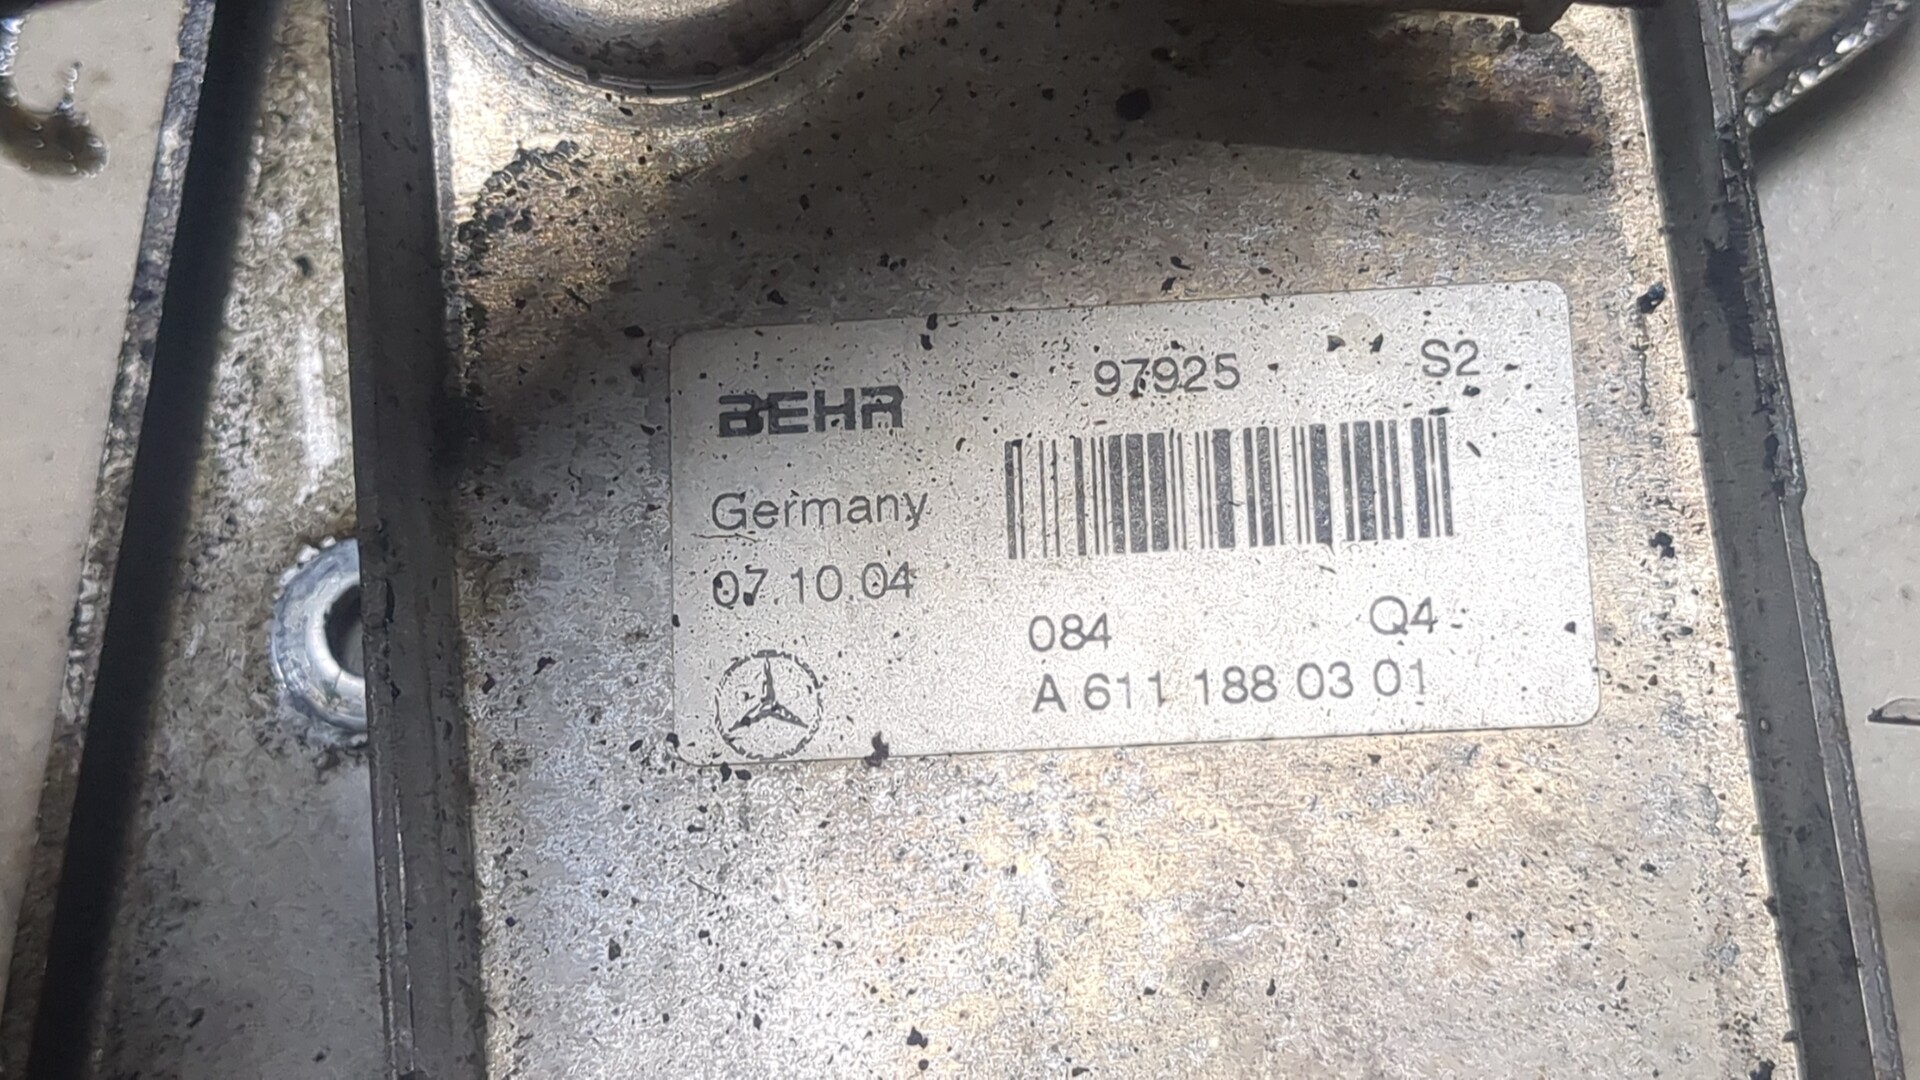 97925 S2
BEHR
Germany
07.10.04
084 Q4
A 611 188 03 01